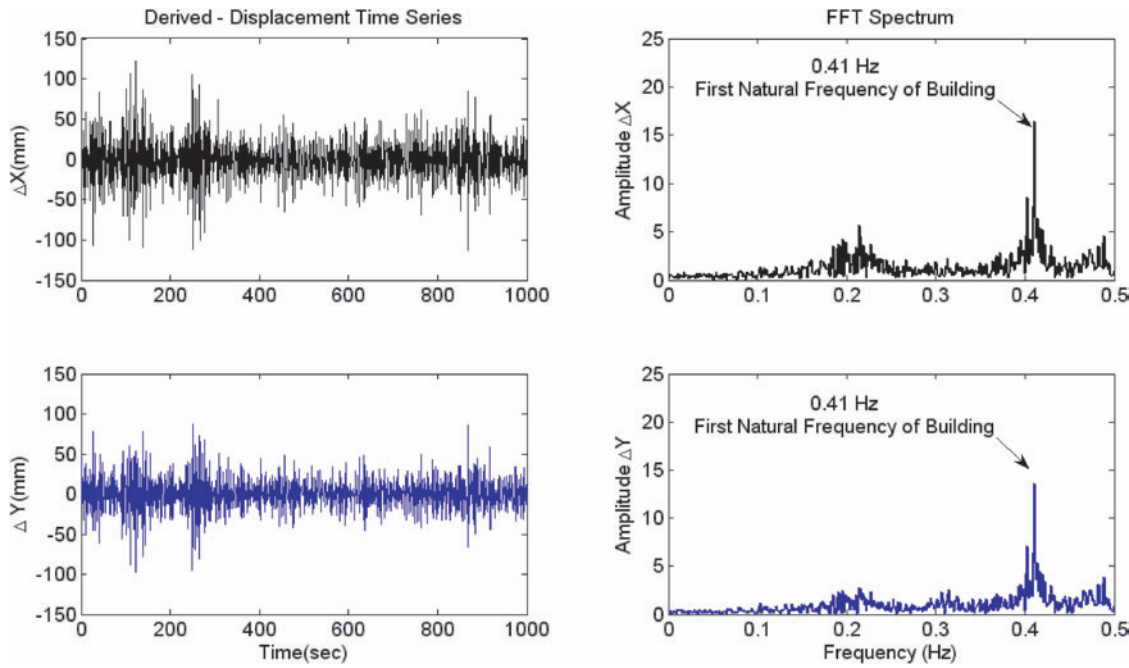 Derived - Displacement Time Series
150
100
50
0
-50
-100
-150
ΔX(mm)
0 200 400 600 800 1000
FFT Spectrum
25
20
15
10
5
0
Amplitude ΔX
0.41 Hz
First Natural Frequency of Building
0 0.1 0.2 0.3 0.4 0.5
150
100
50
0
-50
-100
-150
Δ Y(mm)
0 200 400 600 800 1000
Time(sec)
25
20
15
10
5
0
Amplitude ΔY
0.41 Hz
First Natural Frequency of Building
0 0.1 0.2 0.3 0.4 0.5
Frequency (Hz)